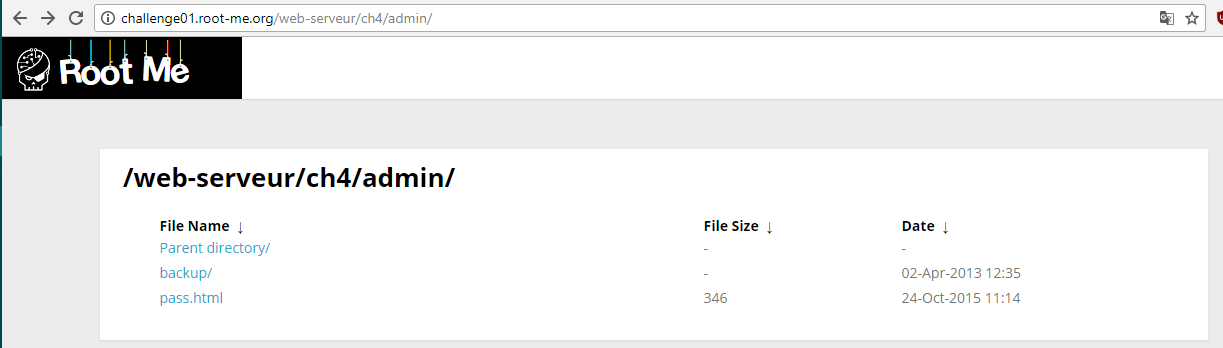 challenge01.root-me.org/web-serveur/ch4/admin/
Root Me
/web-serveur/ch4/admin/
File Name ↓ File Size ↓ Date ↓
Parent directory/ - -
backup/ - 02-Apr-2013 12:35
pass.html 346 24-Oct-2015 11:14